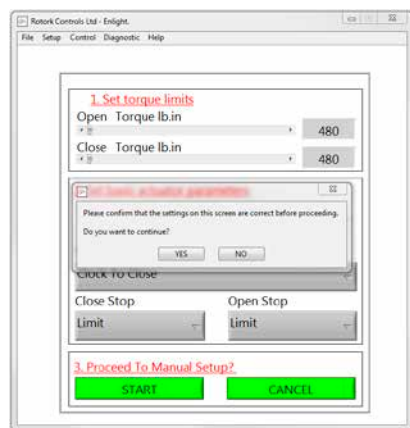 Rotork Controls Ltd - Enlight.
File Setup Control Diagnostic Help
1. Set torque limits
Open Torque lb.in
480
Close Torque lb.in
480
Please confirm that the settings on this screen are correct before proceeding.
Do you want to continue?
YES NO
Clock To Close
Close Stop Open Stop
Limit Limit
3. Proceed To Manual Setup?
START CANCEL